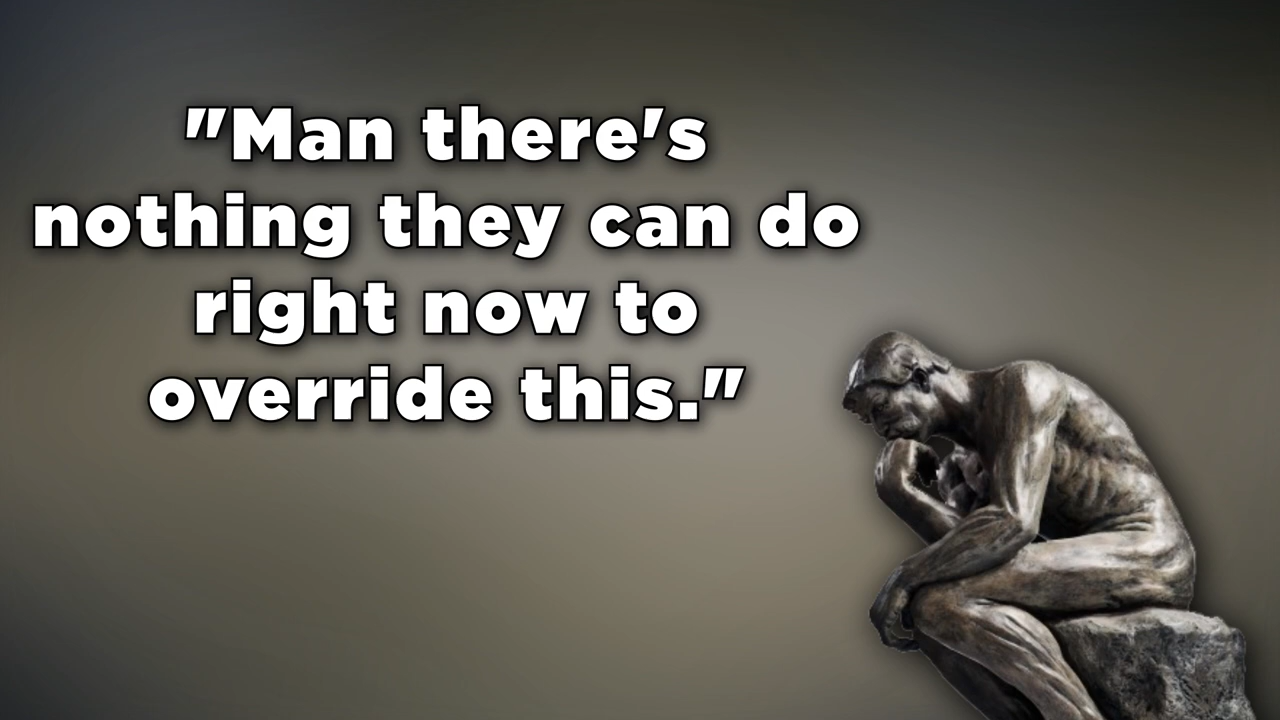 "Man there's
nothing they can do
right now to
override this."